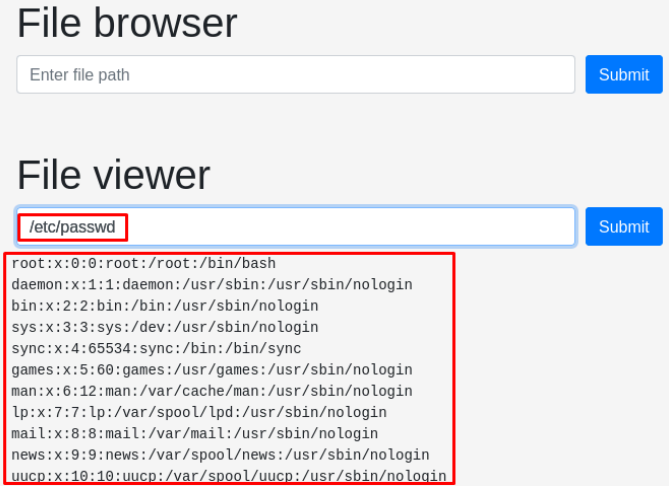 File browser
Enter file path
Submit
File viewer
/etc/passwd
Submit
root:x:0:0:root:/root:/bin/bash
daemon:x:1:1:daemon:/usr/sbin:/usr/sbin/nologin
bin:x:2:2:bin:/bin:/usr/sbin/nologin
sys:x:3:3:sys:/dev:/usr/sbin/nologin
sync:x:4:65534:sync:/bin:/bin/sync
games:x:5:60:games:/usr/games:/usr/sbin/nologin
man:x:6:12:man:/var/cache/man:/usr/sbin/nologin
lp:x:7:7:lp:/var/spool/lpd:/usr/sbin/nologin
mail:x:8:8:mail:/var/mail:/usr/sbin/nologin
news:x:9:9:news:/var/spool/news:/usr/sbin/nologin
uucp:x:10:10:uucp:/var/spool/uucp:/usr/sbin/nologin